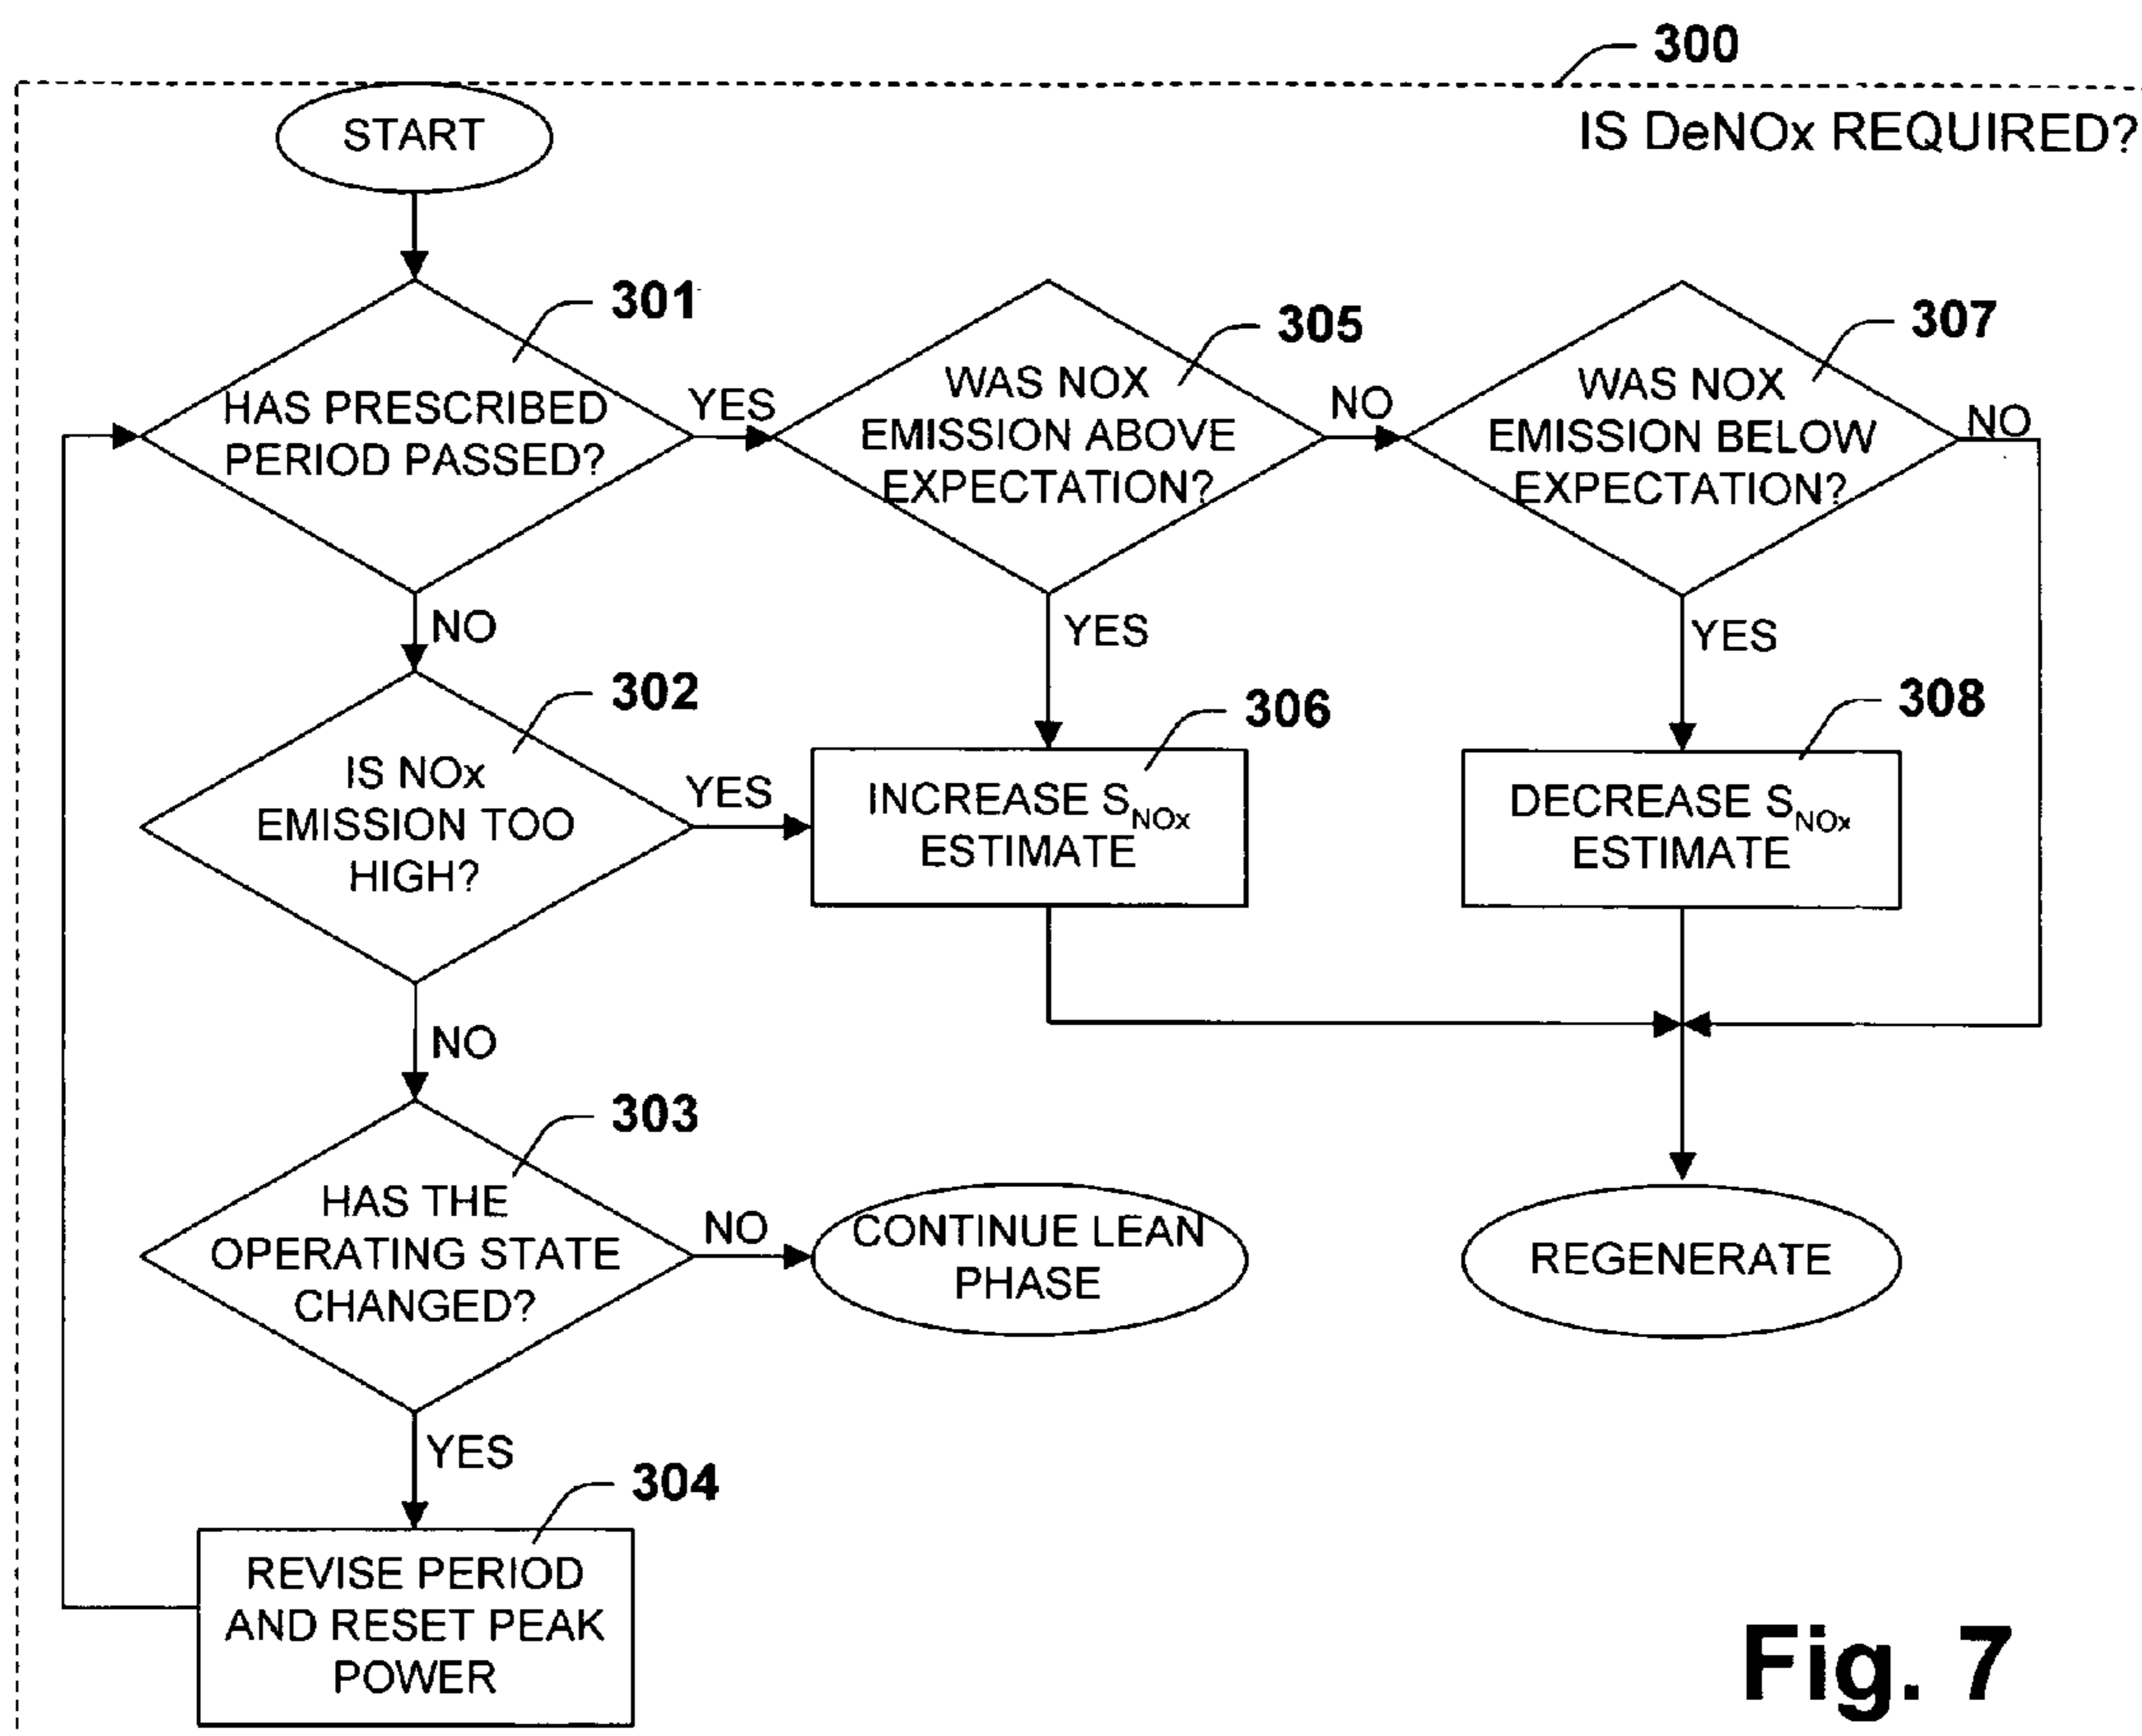 300
START
IS DeNOx REQUIRED?
301
HAS PRESCRIBED
PERIOD PASSED?
YES
305
WAS NOX
EMISSION ABOVE
EXPECTATION?
NO
307
WAS NOX
EMISSION BELOW
EXPECTATION?
NO
NO
YES
YES
302
IS NOx
EMISSION TOO
HIGH?
YES
306
INCREASE SNOx
ESTIMATE
308
DECREASE SNOx
ESTIMATE
NO
303
HAS THE
OPERATING STATE
CHANGED?
NO
CONTINUE LEAN
PHASE
REGENERATE
YES
304
REVISE PERIOD
AND RESET PEAK
POWER
Fig. 7